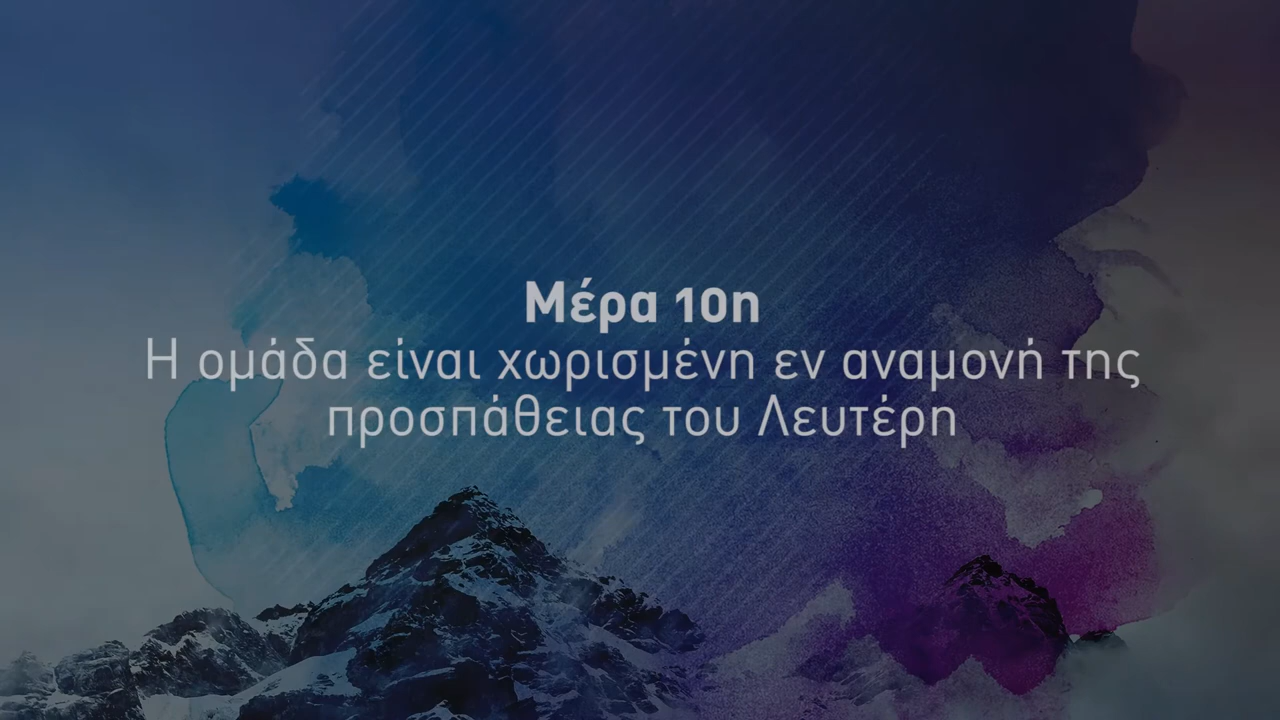 Μέρα 10η
Η ομάδα είναι χωρισμένη εν αναμονή της
προσπάθειας του Λευτέρη